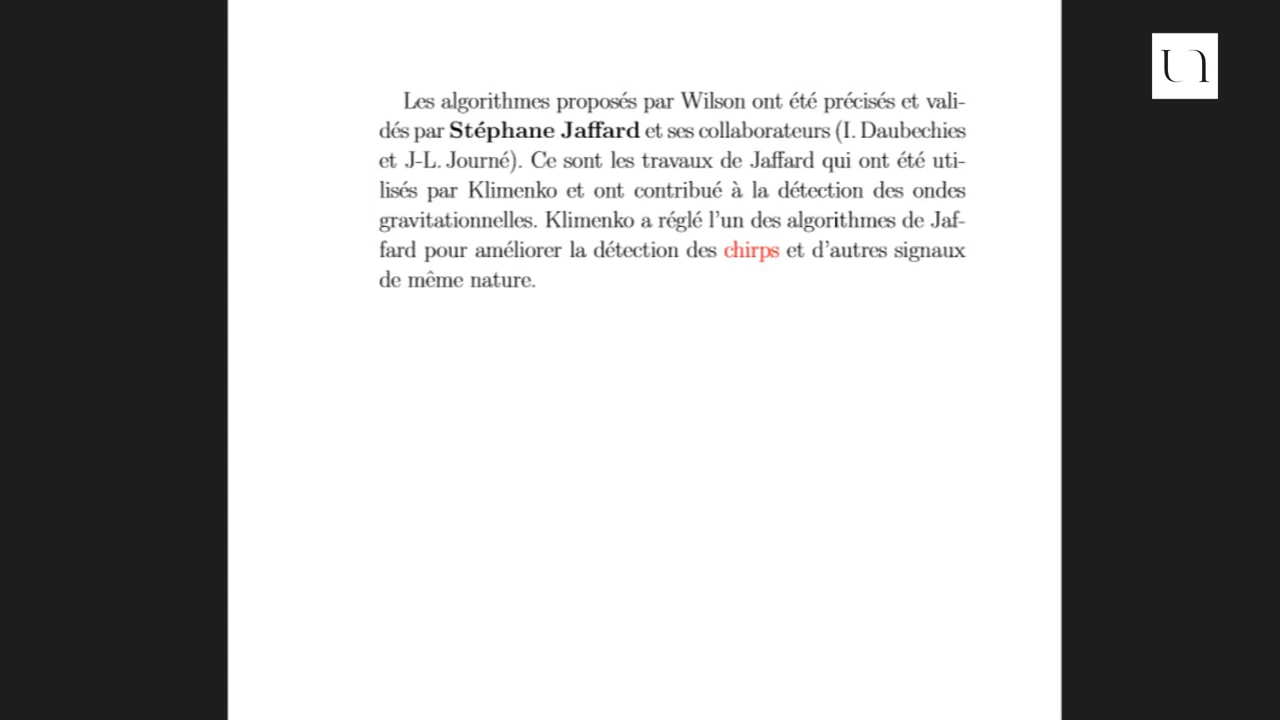 Les algorithmes proposés par Wilson ont été précisés et vali-
dés par Stéphane Jaffard et ses collaborateurs (I. Daubechies
et J-L. Journé). Ce sont les travaux de Jaffard qui ont été uti-
lisés par Klimenko et ont contribué à la détection des ondes
gravitationnelles. Klimenko a réglé l'un des algorithmes de Jaf-
fard pour améliorer la détection des chirps et d'autres signaux
de même nature.